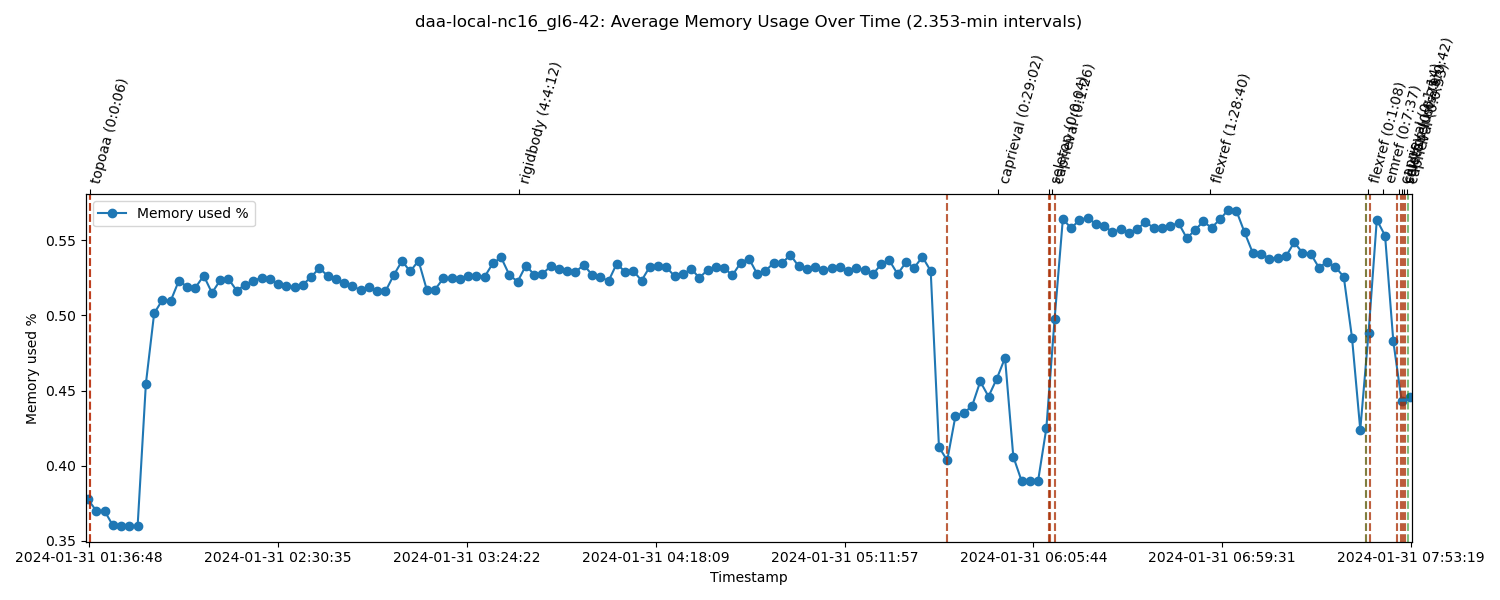 daa-local-nc16_gl6-42: Average Memory Usage Over Time (2.353-min intervals)
topoaa (0:0:06)
rigidbody (4:4:12)
caprieval (0:29:02)
caprieval (0:1:26)
flexref (1:28:40)
flexref (0:1:08)
emref (0:7:37)
Memory used %
Memory used %
0.55
0.50
0.45
0.40
0.35
2024-01-31 01:36:48
2024-01-31 02:30:35
2024-01-31 03:24:22
2024-01-31 04:18:09
2024-01-31 05:11:57
2024-01-31 06:05:44
2024-01-31 06:59:31
2024-01-31 07:53:19
Timestamp